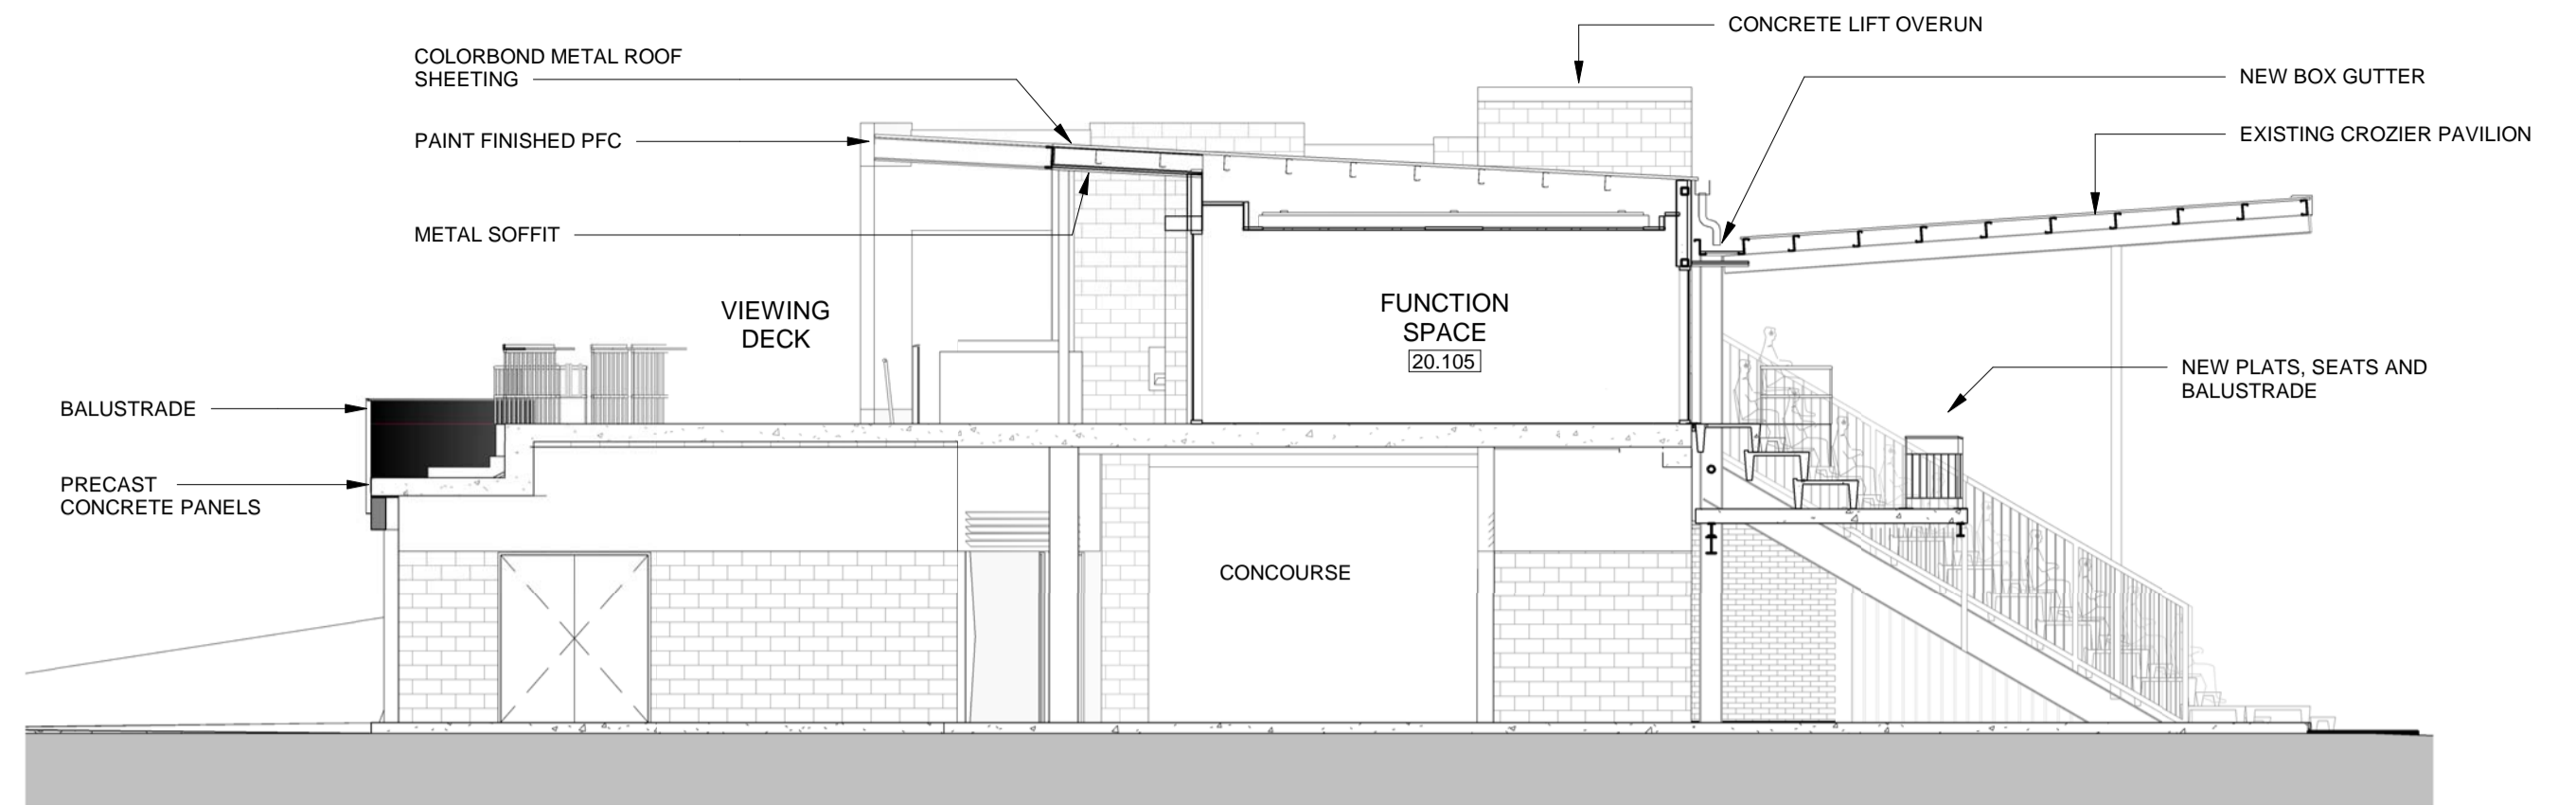 CONCRETE LIFT OVERUN
COLORBOND METAL ROOF
SHEETING
NEW BOX GUTTER
PAINT FINISHED PFC
EXISTING CROZIER PAVILION
METAL SOFFIT
VIEWING
DECK
FUNCTION
SPACE
20.105
NEW PLATS, SEATS AND
BALUSTRADE
BALUSTRADE
PRECAST
CONCRETE PANELS
CONCOURSE